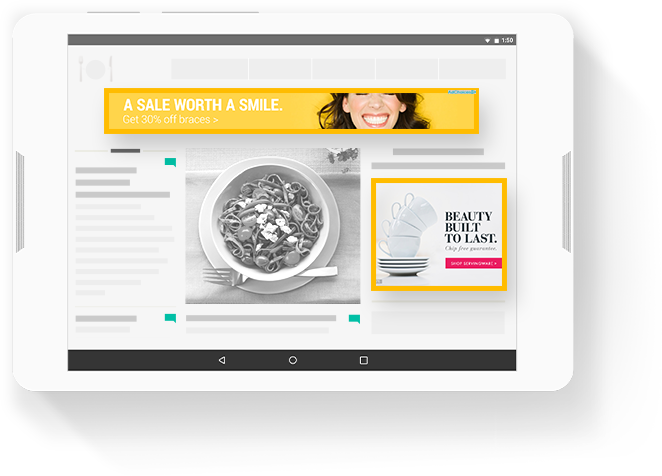 1:50
A SALE WORTH A SMILE.
Get 30% off braces >
BEAUTY
BUILT
TO LAST.
Chip free guarantee.
SHOP SERVINGWARE >